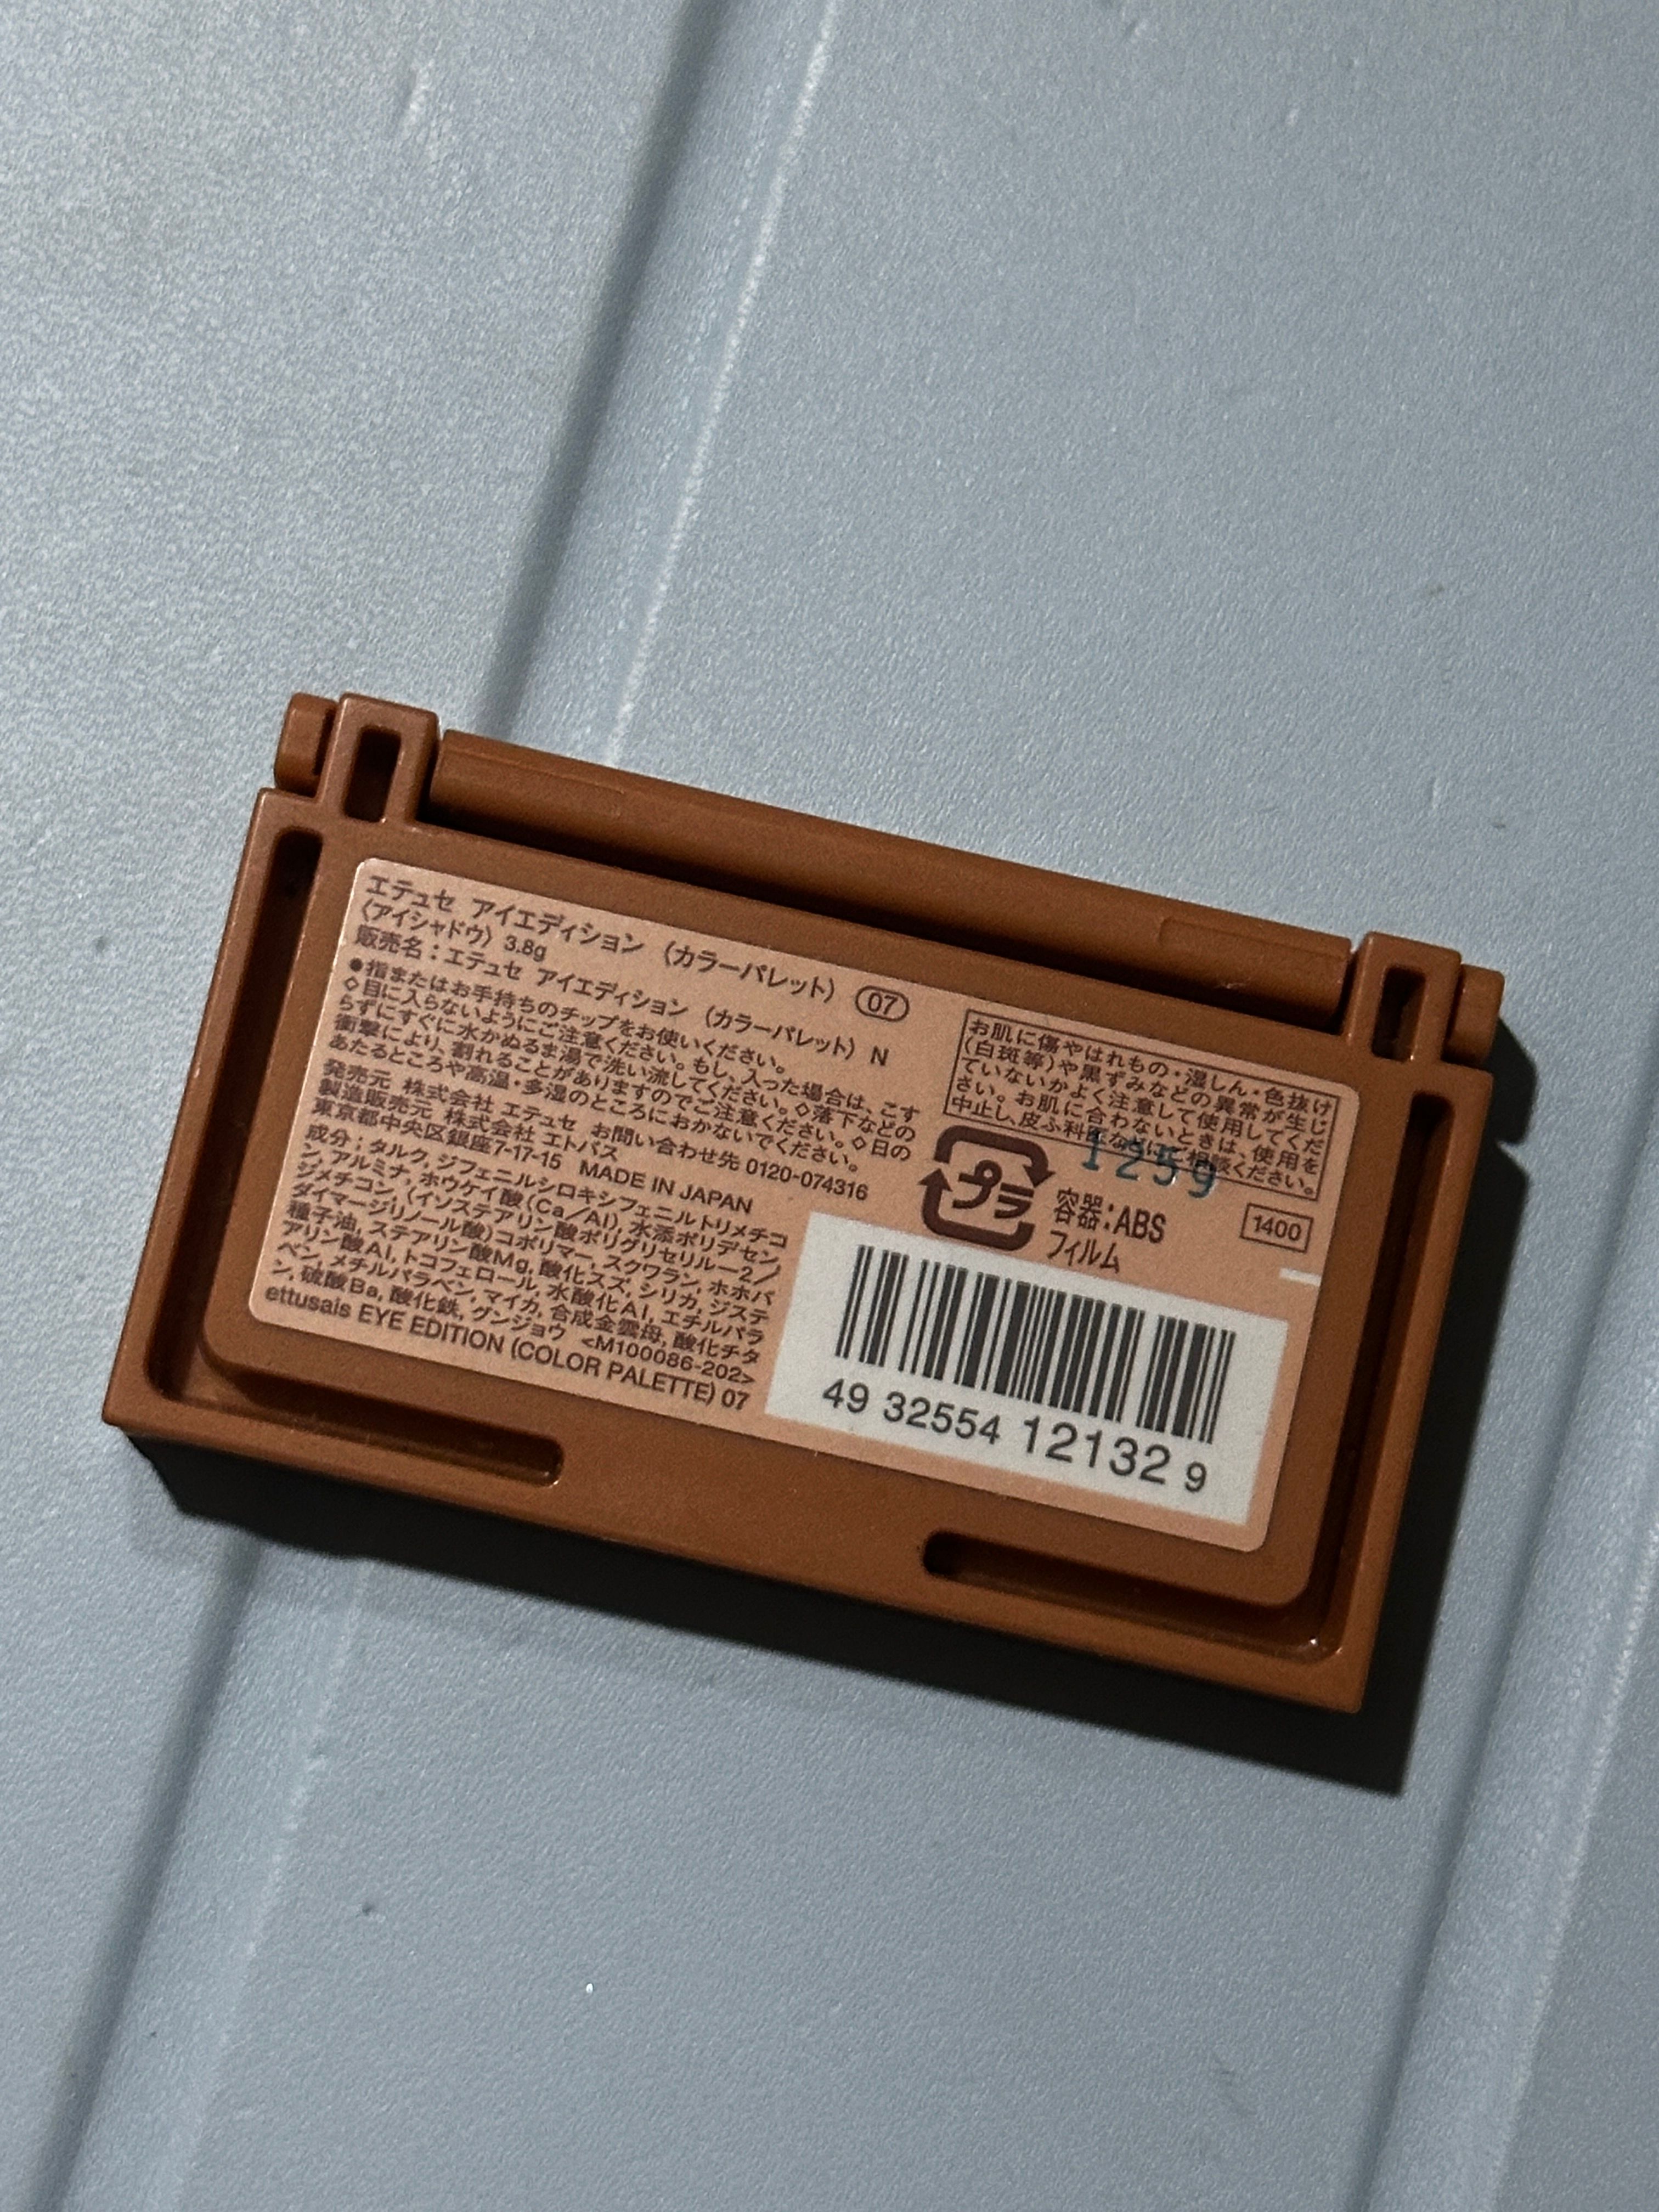 エテュセ アイエディション (カラーパレット) 07
〈アイシャドウ〉 3.8g
販売名：エテュセ アイエディション (カラーパレット) N
●指またはお手持ちのチップをお使いください。
◇目に入らないようにご注意ください。もし、入った場合は、こす
らずにすぐに水かぬるま湯で洗い流してください。◇落下などの
衝撃により、割れることがありますのでご注意ください。◇日の
あたるところや高温・多湿のところにおかないでください。
発売元 株式会社 エテュセ お問い合わせ先 0120-074316
製造販売元 株式会社 エトバス
東京都中央区銀座7-17-15 MADE IN JAPAN
成分：タルク, ジフェニルシロキシフェニルトリメチコ
ン, アルミナ, ホウケイ酸(Ca/Al), 水添ポリデセン,
ジメチコン, (イソステアリン酸ポリグリセリル-2/
ダイマージリノール酸)コポリマー, スクワラン, ホホバ
種子油, ステアリン酸Mg, 酸化スズ, シリカ, ジステ
アリン酸Al, トコフェロール, 水酸化Al, エチルパラ
ベン, メチルパラベン, マイカ, 合成金雲母, 酸化チタ
ン, 硫酸Ba, 酸化鉄, グンジョウ <M100086-202>
ettusais EYE EDITION (COLOR PALETTE) 07
お肌に傷やはれもの・湿しん・色抜け
(白斑等)や黒ずみなどの異常が生じ
ていないかよく注意して使用してくだ
さい。お肌に合わないときは、使用を
中止し、皮ふ科医などにご相談ください。
1259
プラ
容器：ABS
フィルム
1400
49 32554 12132 9